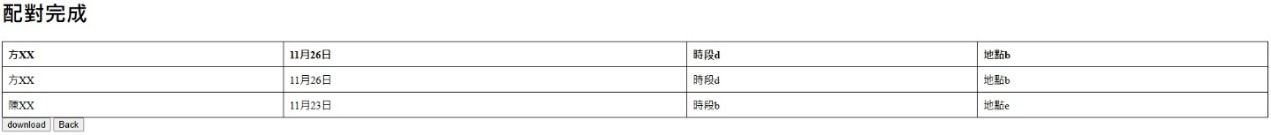 配對完成
方XX 11月26日 時段d 地點b
方XX 11月26日 時段d 地點b
陳XX 11月23日 時段b 地點e
download Back